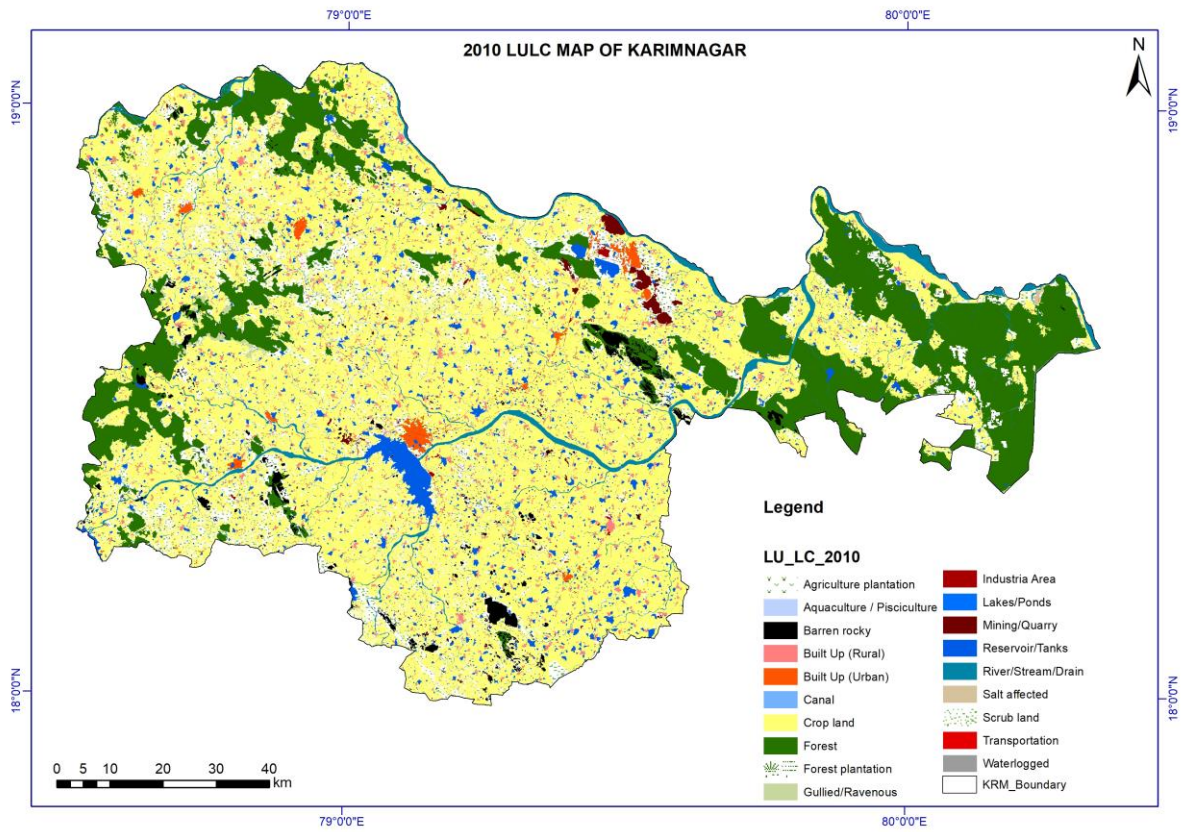 79°0'0"E 80°0'0"E
2010 LULC MAP OF KARIMNAGAR
N
19°0'0"N 19°0'0"N
18°0'0"N 18°0'0"N
Legend
LU_LC_2010
Agriculture plantation
Aquaculture / Pisciculture
Barren rocky
Built Up (Rural)
Built Up (Urban)
Canal
Crop land
Forest
Forest plantation
Gullied/Ravenous
Industria Area
Lakes/Ponds
Mining/Quarry
Reservoir/Tanks
River/Stream/Drain
Salt affected
Scrub land
Transportation
Waterlogged
KRM_Boundary
0 5 10 20 30 40
km
79°0'0"E 80°0'0"E